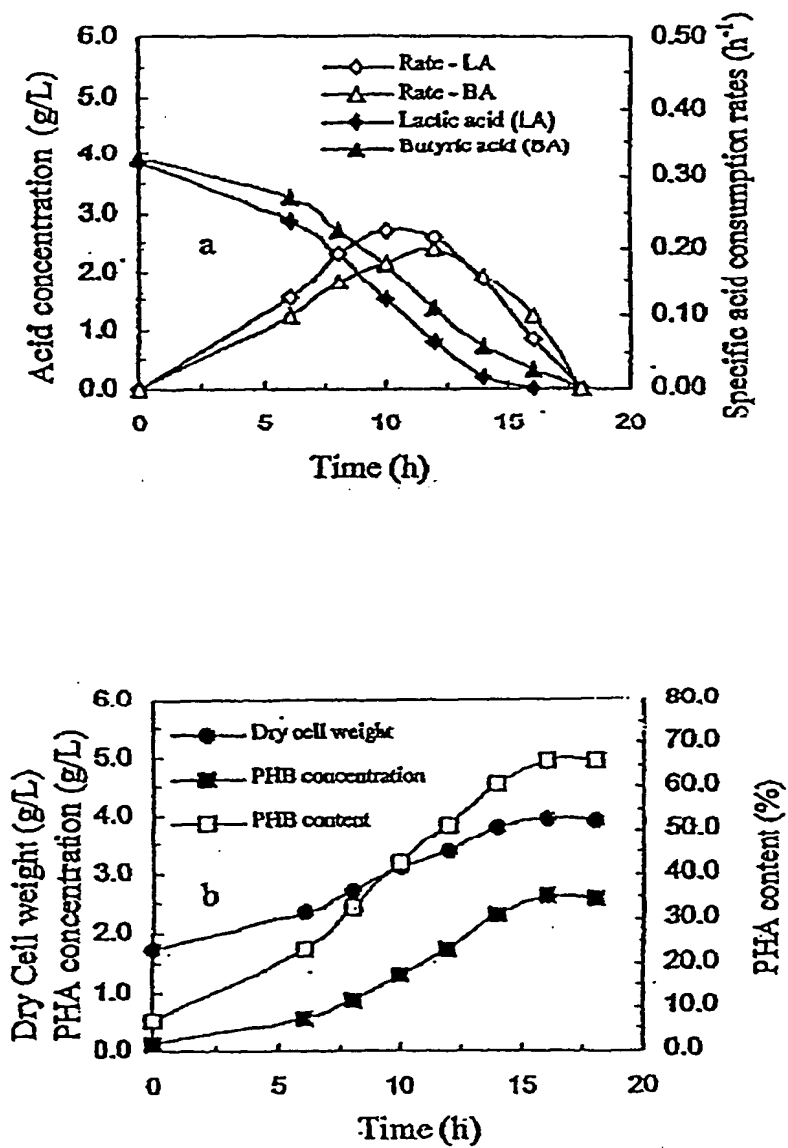 6.0
5.0
4.0
3.0
2.0
1.0
0.0
Acid concentration (g/L)
Rate - LA
Rate - BA
Lactic acid (LA)
Butyric acid (BA)
a
0.50
0.40
0.30
0.20
0.10
0.00
Specific acid consumption rates (h-1)
0
5
10
15
20
Time (h)
6.0
5.0
4.0
3.0
2.0
1.0
0.0
Dry Cell weight (g/L)
PHA concentration (g/L)
Dry cell weight
PHB concentration
PHB content
b
80.0
70.0
60.0
50.0
40.0
30.0
20.0
10.0
0.0
PHA content (%)
0
5
10
15
20
Time (h)